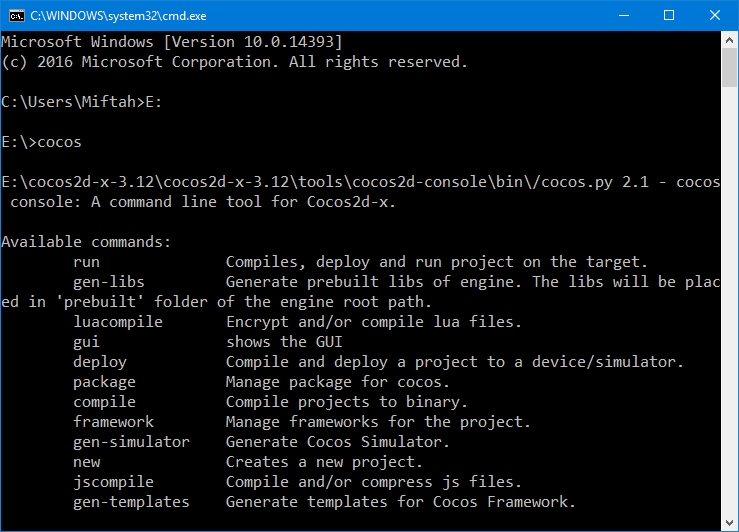 C:\WINDOWS\system32\cmd.exe
Microsoft Windows [Version 10.0.14393]
(c) 2016 Microsoft Corporation. All rights reserved.
C:\Users\Miftah>E:
E:\>cocos
E:\cocos2d-x-3.12\cocos2d-x-3.12\tools\cocos2d-console\bin\/cocos.py 2.1 - cocos
console: A command line tool for Cocos2d-x.
Available commands:
run Compiles, deploy and run project on the target.
gen-libs Generate prebuilt libs of engine. The libs will be plac
ed in 'prebuilt' folder of the engine root path.
luacompile Encrypt and/or compile lua files.
gui shows the GUI
deploy Compile and deploy a project to a device/simulator.
package Manage package for cocos.
compile Compile projects to binary.
framework Manage frameworks for the project.
gen-simulator Generate Cocos Simulator.
new Creates a new project.
jscompile Compile and/or compress js files.
gen-templates Generate templates for Cocos Framework.